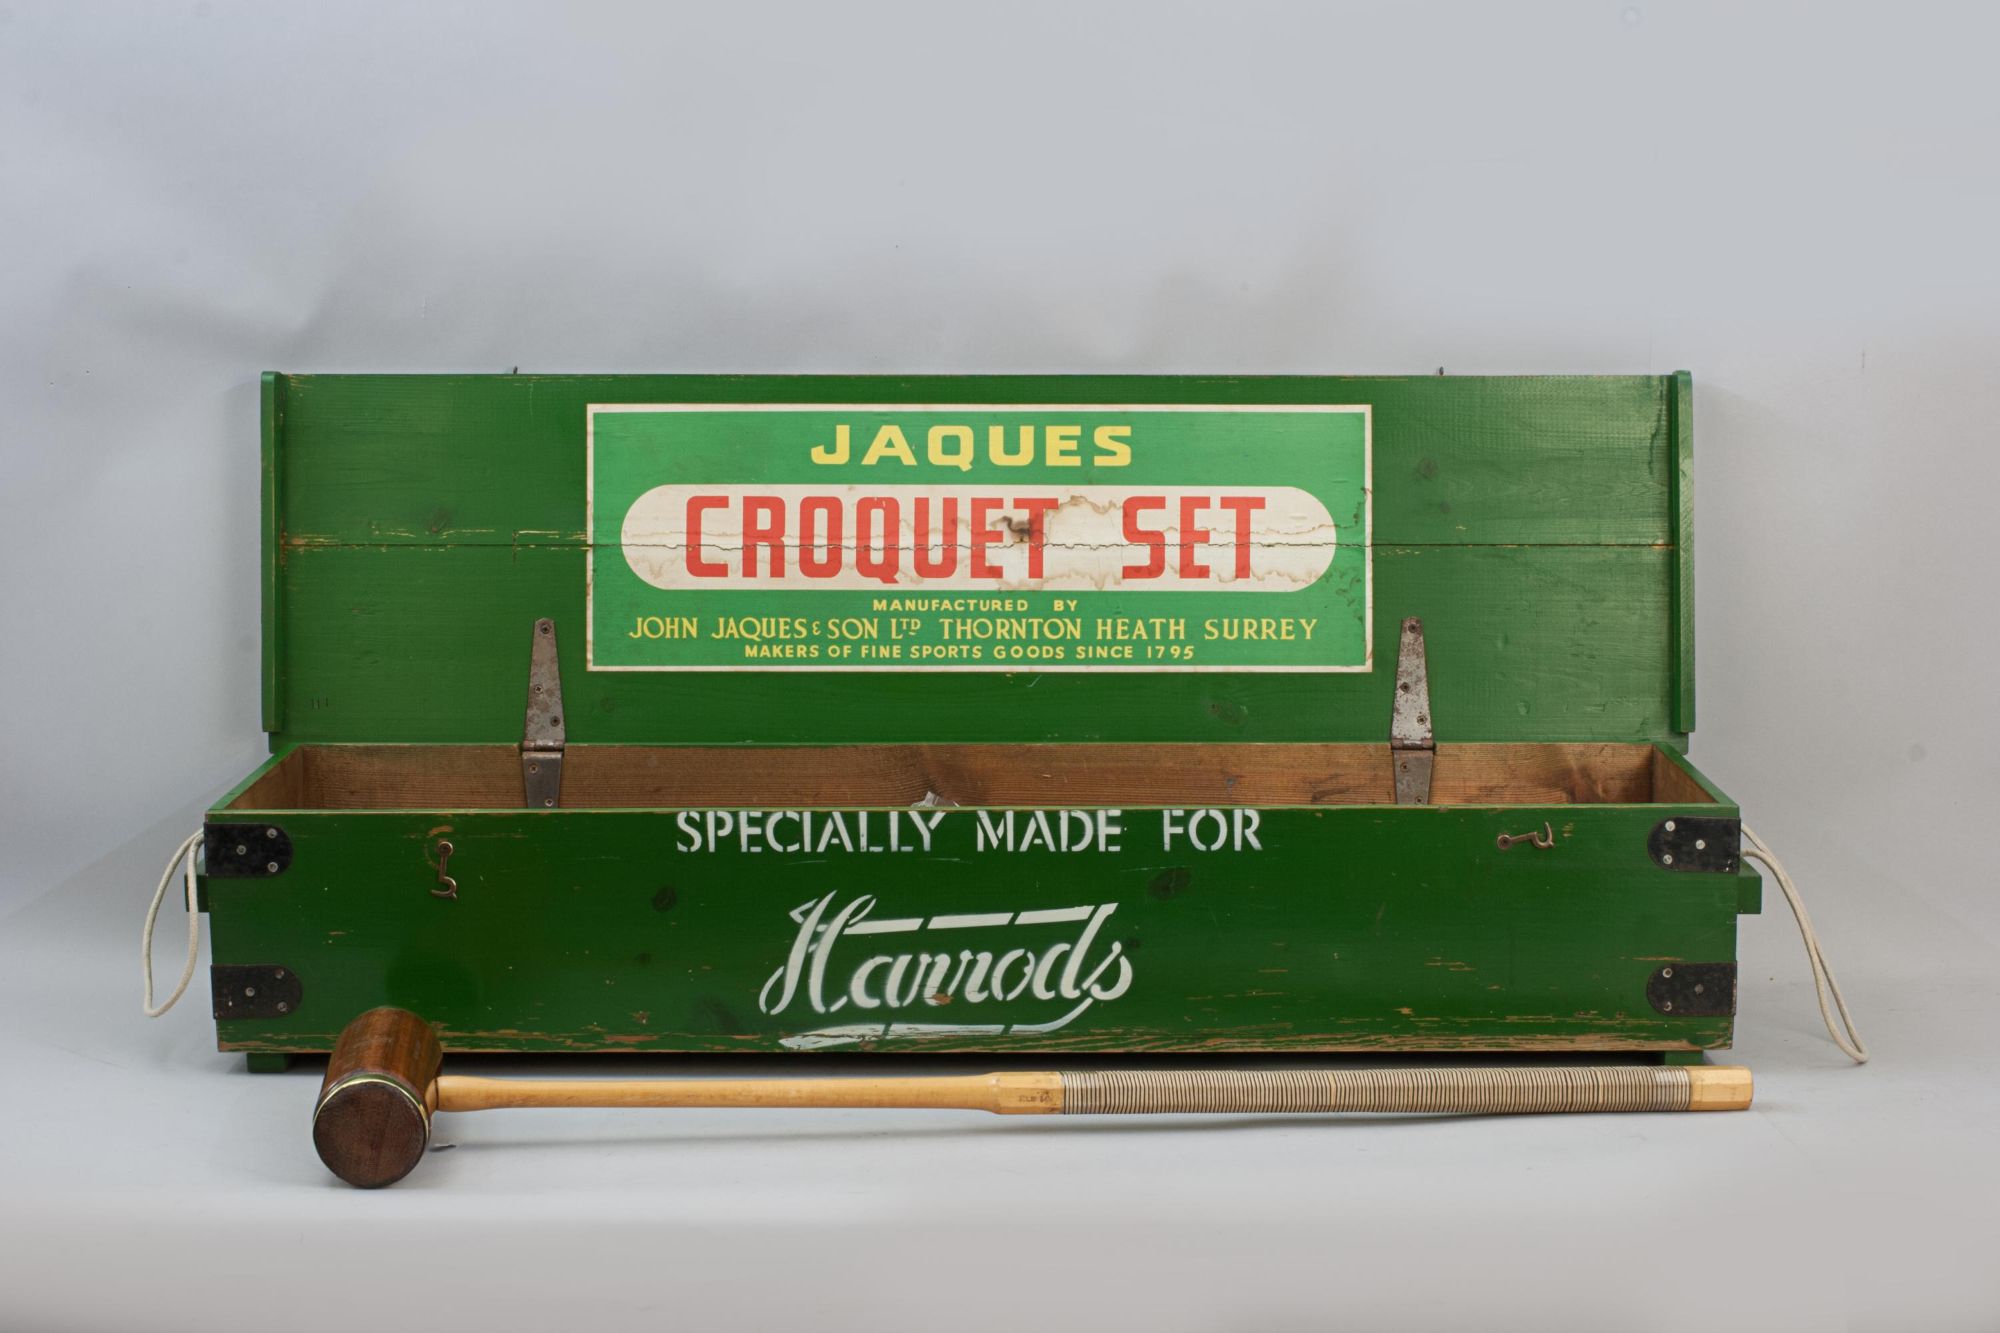 JAQUES
CROQUET SET
MANUFACTURED BY
JOHN JAQUES & SON LTD THORNTON HEATH SURREY
MAKERS OF FINE SPORTS GOODS SINCE 1795
SPECIALLY MADE FOR
Harrods